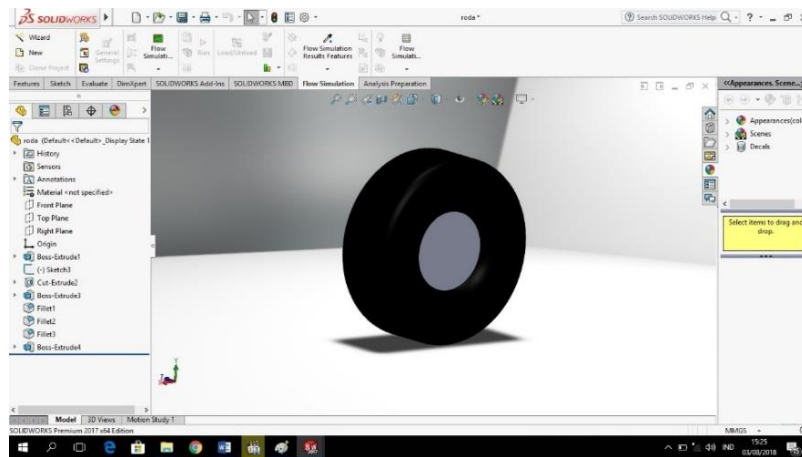 SOLIDWORKS
roda *
Search SOLIDWORKS Help
Wizard
New
Clone Project
General Settings
Flow Simulati...
Run
Load/Unload
Flow Simulation Results Features
Flow Simulati...
Features Sketch Evaluate DimXpert SOLIDWORKS Add-Ins SOLIDWORKS MBD Flow Simulation Analysis Preparation
<<Appearances, Scene...
roda (Default<<Default>_Display State 1
History
Sensors
Annotations
Material <not specified>
Front Plane
Top Plane
Right Plane
Origin
Boss-Extrude1
(-) Sketch3
Cut-Extrude2
Boss-Extrude3
Fillet1
Fillet2
Fillet3
Boss-Extrude4
Appearances(col
Scenes
Decals
Select items to drag and
drop.
Model 3D Views Motion Study 1
SOLIDWORKS Premium 2017 x64 Edition
MMGS
IND
15:25
03/08/2018